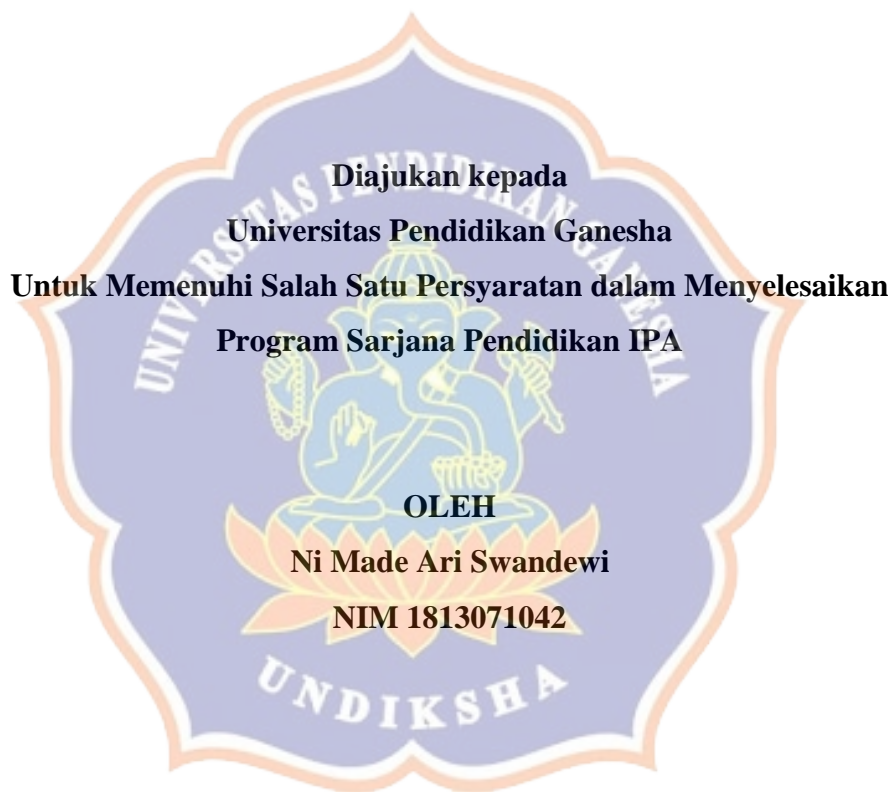 Diajukan kepada
Universitas Pendidikan Ganesha
Untuk Memenuhi Salah Satu Persyaratan dalam Menyelesaikan
Program Sarjana Pendidikan IPA
OLEH
Ni Made Ari Swandewi
NIM 1813071042
UNIVERSITAS PENDIDIKAN GANESHA
UNDIKSHA